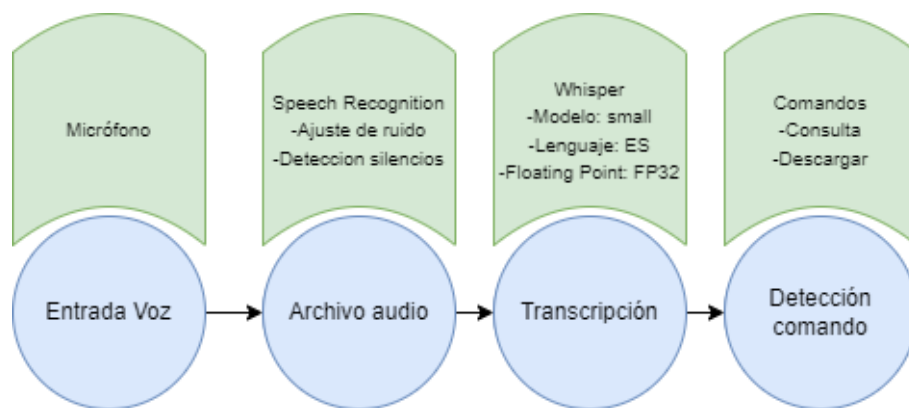 Micrófono
Speech Recognition
-Ajuste de ruido
-Deteccion silencios
Whisper
-Modelo: small
-Lenguaje: ES
-Floating Point: FP32
Comandos
-Consulta
-Descargar
Entrada Voz
Archivo audio
Transcripción
Detección
comando